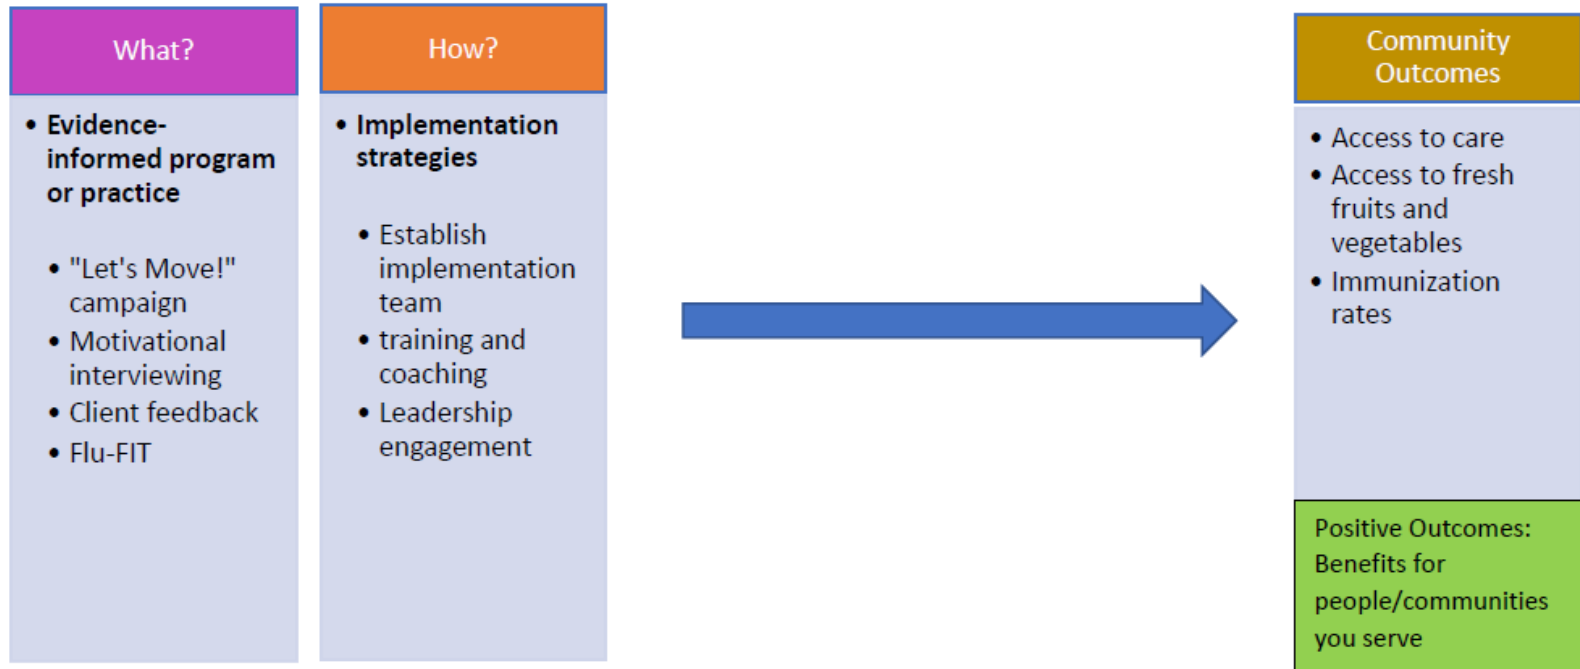 What?
• Evidence-
informed program
or practice
• "Let's Move!"
campaign
• Motivational
interviewing
• Client feedback
• Flu-FIT
How?
• Implementation
strategies
• Establish
implementation
team
• training and
coaching
• Leadership
engagement
Community
Outcomes
• Access to care
• Access to fresh
fruits and
vegetables
• Immunization
rates
Positive Outcomes:
Benefits for
people/communities
you serve